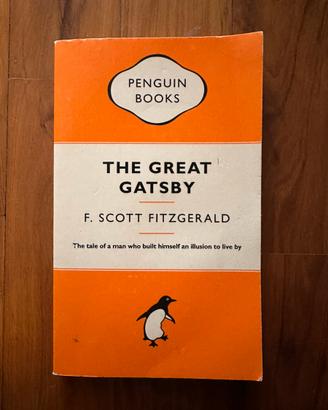 PENGUIN
BOOKS
THE GREAT
GATSBY
F. SCOTT FITZGERALD
The tale of a man who built himself an illusion to live by